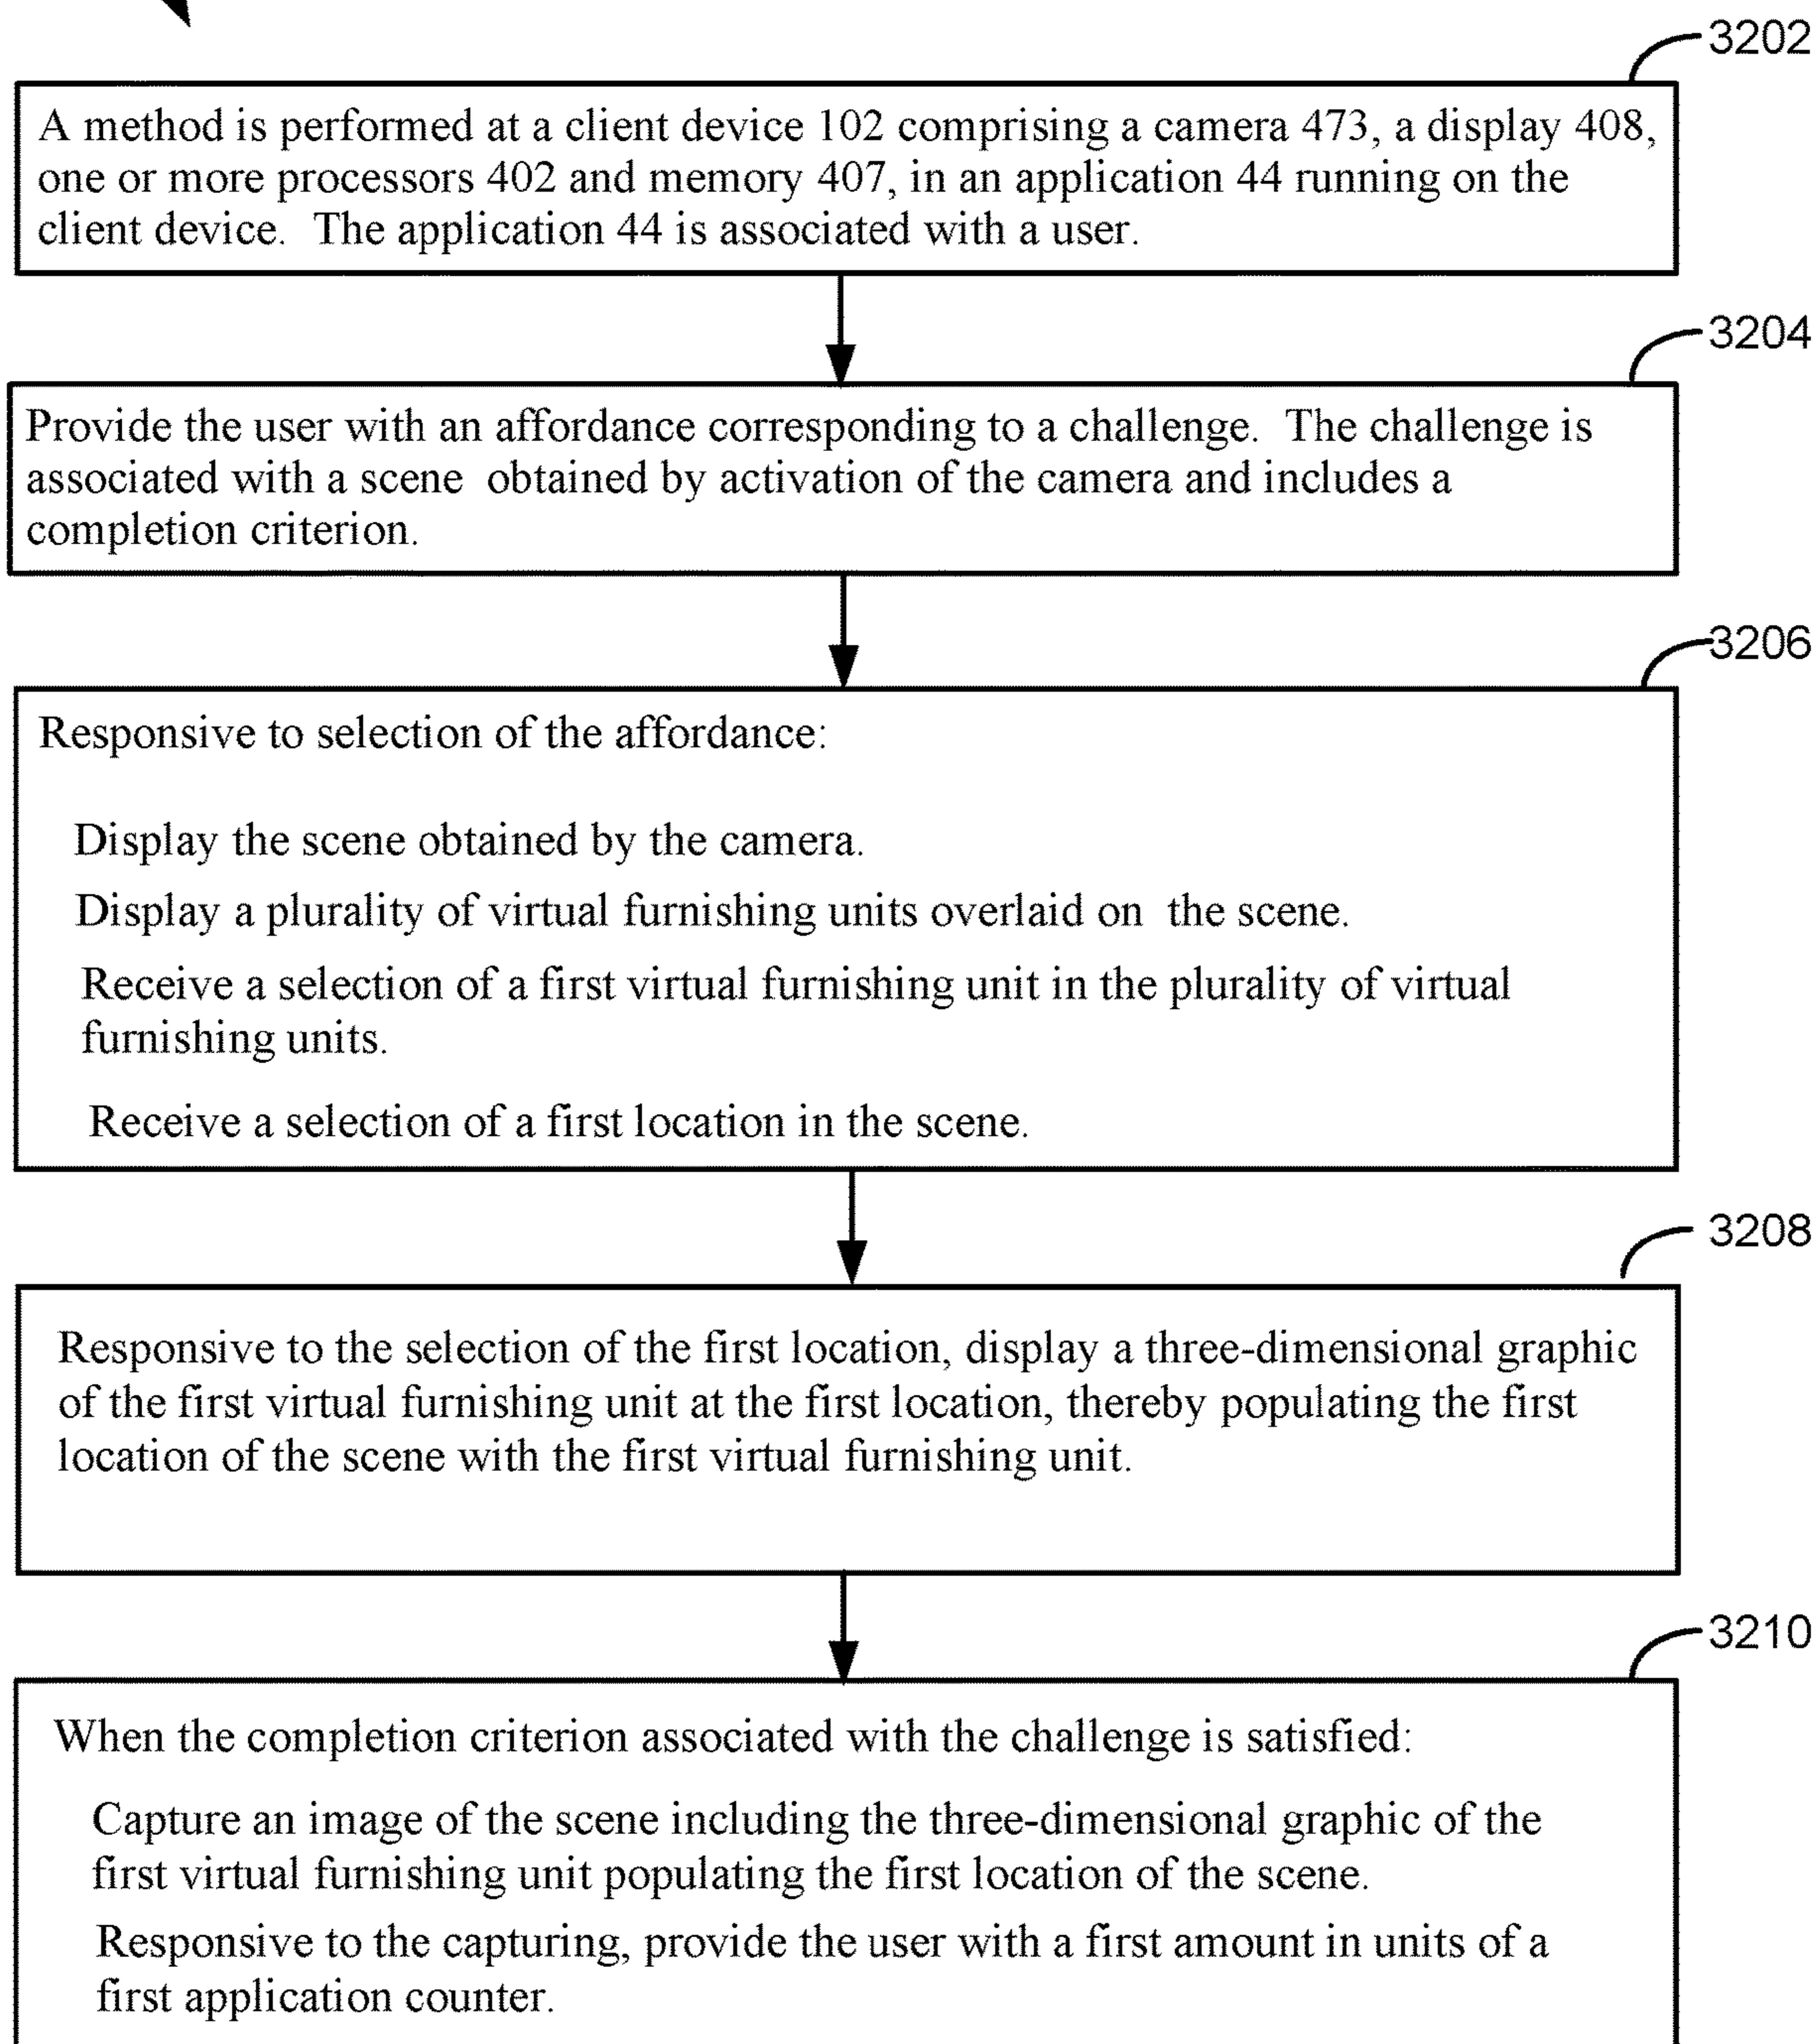 3202
A method is performed at a client device 102 comprising a camera 473, a display 408,
one or more processors 402 and memory 407, in an application 44 running on the
client device.  The application 44 is associated with a user.
3204
Provide the user with an affordance corresponding to a challenge.  The challenge is
associated with a scene  obtained by activation of the camera and includes a
completion criterion.
3206
Responsive to selection of the affordance:
Display the scene obtained by the camera.
Display a plurality of virtual furnishing units overlaid on  the scene.
Receive a selection of a first virtual furnishing unit in the plurality of virtual
furnishing units.
Receive a selection of a first location in the scene.
3208
Responsive to the selection of the first location, display a three-dimensional graphic
of the first virtual furnishing unit at the first location, thereby populating the first
location of the scene with the first virtual furnishing unit.
3210
When the completion criterion associated with the challenge is satisfied:
Capture an image of the scene including the three-dimensional graphic of the
first virtual furnishing unit populating the first location of the scene.
Responsive to the capturing, provide the user with a first amount in units of a
first application counter.